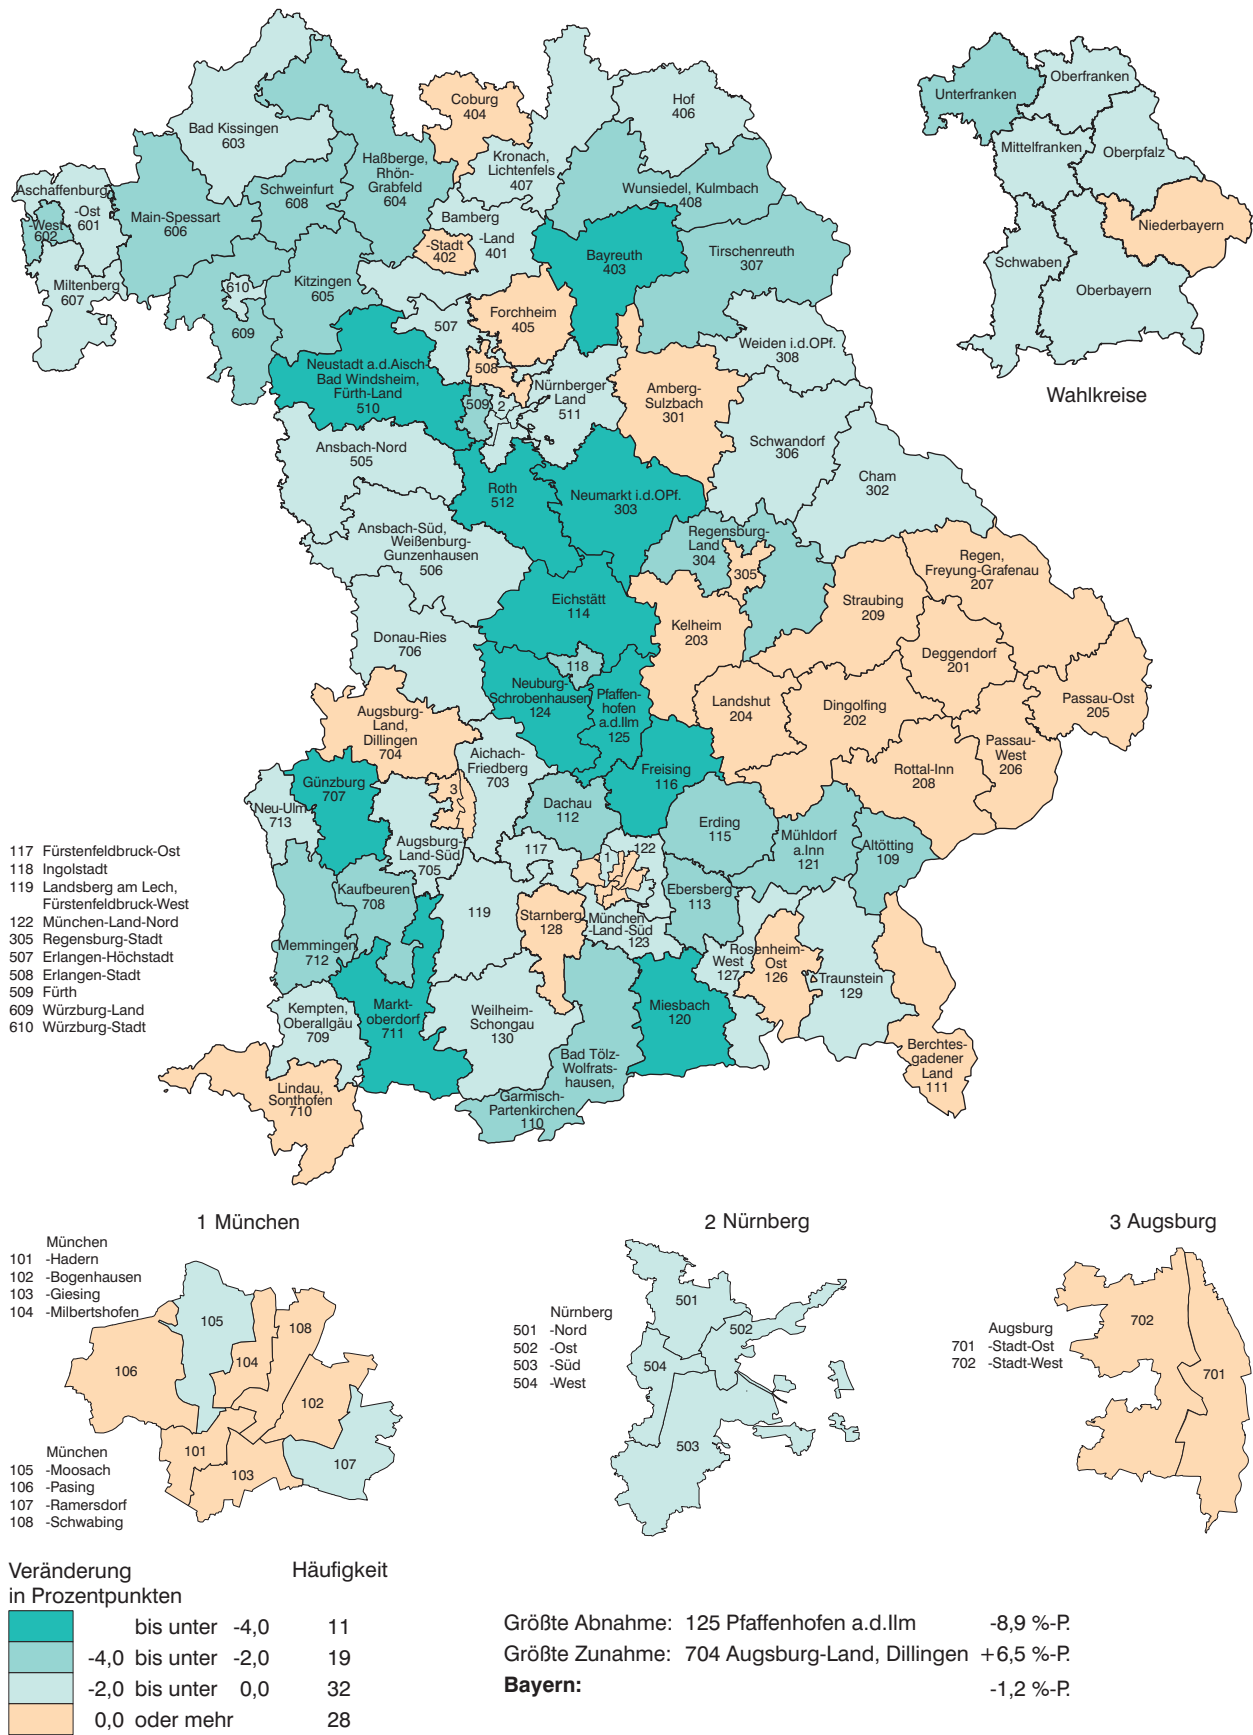 Bad Kissingen
603
Coburg
404
Hof
406
Unterfranken
Oberfranken
Mittelfranken
Oberpfalz
Niederbayern
Schwaben
Oberbayern
Wahlkreise
Haßberge,
Rhön-
Grabfeld
604
Kronach,
Lichtenfels
407
Aschaffenburg
-Ost
601
-West
602
Main-Spessart
606
Schweinfurt
608
Wunsiedel, Kulmbach
408
Bamberg
-Land
401
-Stadt
402
Bayreuth
403
Tirschenreuth
307
Miltenberg
607
610
Kitzingen
605
609
507
Forchheim
405
Weiden i.d.OPf.
308
Neustadt a.d.Aisch-
Bad Windsheim,
Fürth-Land
510
508
509
2
Nürnberger
Land
511
Amberg-
Sulzbach
301
Ansbach-Nord
505
Schwandorf
306
Cham
302
Roth
512
Neumarkt i.d.OPf.
303
Ansbach-Süd,
Weißenburg-
Gunzenhausen
506
Regensburg-
Land
304
305
Regen,
Freyung-Grafenau
207
Eichstätt
114
Straubing
209
Kelheim
203
Donau-Ries
706
Deggendorf
201
118
Neuburg-
Schrobenhausen
124
Pfaffen-
hofen
a.d.Ilm
125
Landshut
204
Dingolfing
202
Passau-Ost
205
Augsburg-
Land,
Dillingen
704
Passau-
West
206
Aichach-
Friedberg
703
Freising
116
Rottal-Inn
208
Günzburg
707
3
Neu-Ulm
713
Dachau
112
Erding
115
Mühldorf
a.Inn
121
Altötting
109
Augsburg-
Land-Süd
705
117
1
122
Kaufbeuren
708
Ebersberg
113
119
Starnberg
128
München
-Land-Süd
123
Memmingen
712
Rosenheim-
West
127
Ost
126
Traunstein
129
Kempten,
Oberallgäu
709
Markt-
oberdorf
711
Weilheim-
Schongau
130
Miesbach
120
Bad Tölz-
Wolfrats-
hausen,
Garmisch-
Partenkirchen
110
Berchtes-
gadener
Land
111
Lindau,
Sonthofen
710
117 Fürstenfeldbruck-Ost
118 Ingolstadt
119 Landsberg am Lech,
Fürstenfeldbruck-West
122 München-Land-Nord
305 Regensburg-Stadt
507 Erlangen-Höchstadt
508 Erlangen-Stadt
509 Fürth
609 Würzburg-Land
610 Würzburg-Stadt
1 München
München
101 -Hadern
102 -Bogenhausen
103 -Giesing
104 -Milbertshofen
105
108
104
106
102
101
103
107
München
105 -Moosach
106 -Pasing
107 -Ramersdorf
108 -Schwabing
2 Nürnberg
Nürnberg
501 -Nord
502 -Ost
503 -Süd
504 -West
501
502
504
503
3 Augsburg
Augsburg
701 -Stadt-Ost
702 -Stadt-West
702
701
Veränderung
in Prozentpunkten
Häufigkeit
bis unter -4,0 11
-4,0 bis unter -2,0 19
-2,0 bis unter 0,0 32
0,0 oder mehr 28
Größte Abnahme: 125 Pfaffenhofen a.d.Ilm -8,9 %-P.
Größte Zunahme: 704 Augsburg-Land, Dillingen +6,5 %-P.
Bayern: -1,2 %-P.